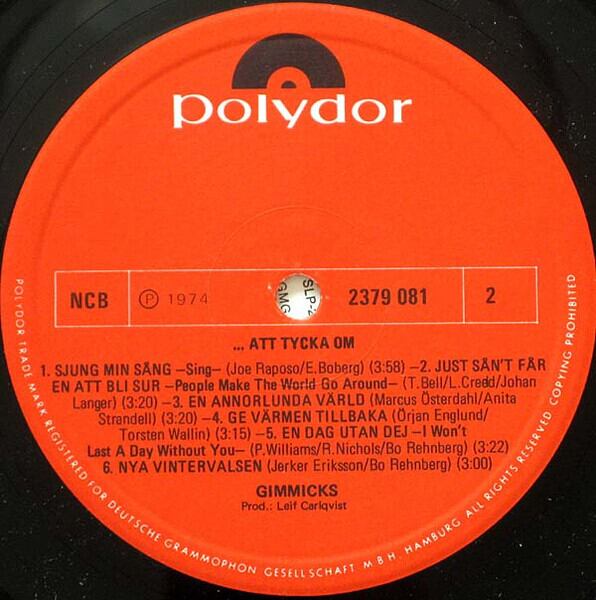 polydor
NCB
Ⓟ 1974
SLP-2
GMG
2379 081
2
... ATT TYCKA OM
1. SJUNG MIN SÅNG —Sing— (Joe Raposo/E.Boberg) (3:58) —2. JUST SÅN'T FÅR
EN ATT BLI SUR —People Make The World Go Around— (T.Bell/L.Credd/Johan
Langer) (3:20) —3. EN ANNORLUNDA VÄRLD (Marcus Österdahl/Anita
Strandell) (3:20) —4. GE VÄRMEN TILLBAKA (Örjan Englund/
Torsten Wallin) (3:15) —5. EN DAG UTAN DEJ —I Won't
Last A Day Without You— (P.Williams/R.Nichols/Bo Rehnberg) (3:22)
6. NYA VINTERVALSEN (Jerker Eriksson/Bo Rehnberg) (3:00)
GIMMICKS
Prod.: Leif Carlqvist
POLYDOR TRADE MARK REGISTERED FOR DEUTSCHE GRAMMOPHON GESELLSCHAFT M B H. HAMBURG ALL RIGHTS RESERVED COPYING PROHIBITED